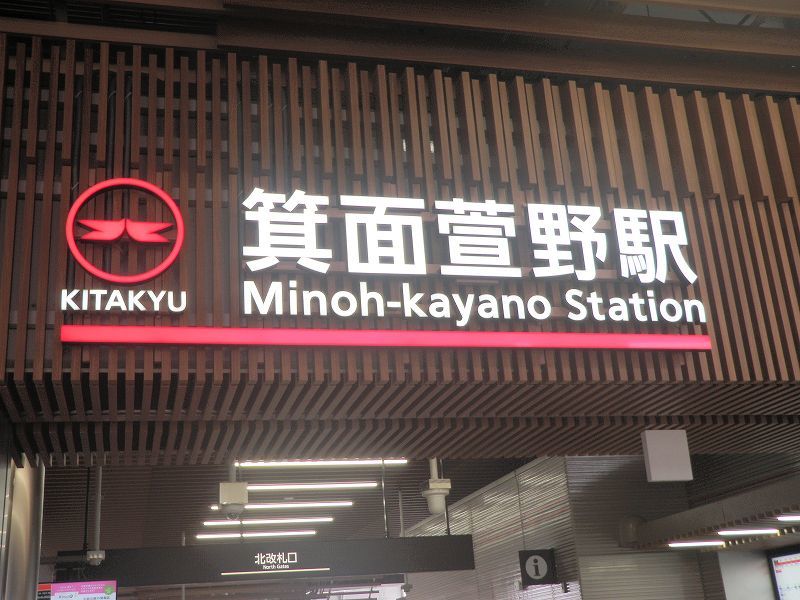 箕面萱野駅
KITAKYU
Minoh-kayano Station
北改札口
North Gates
i